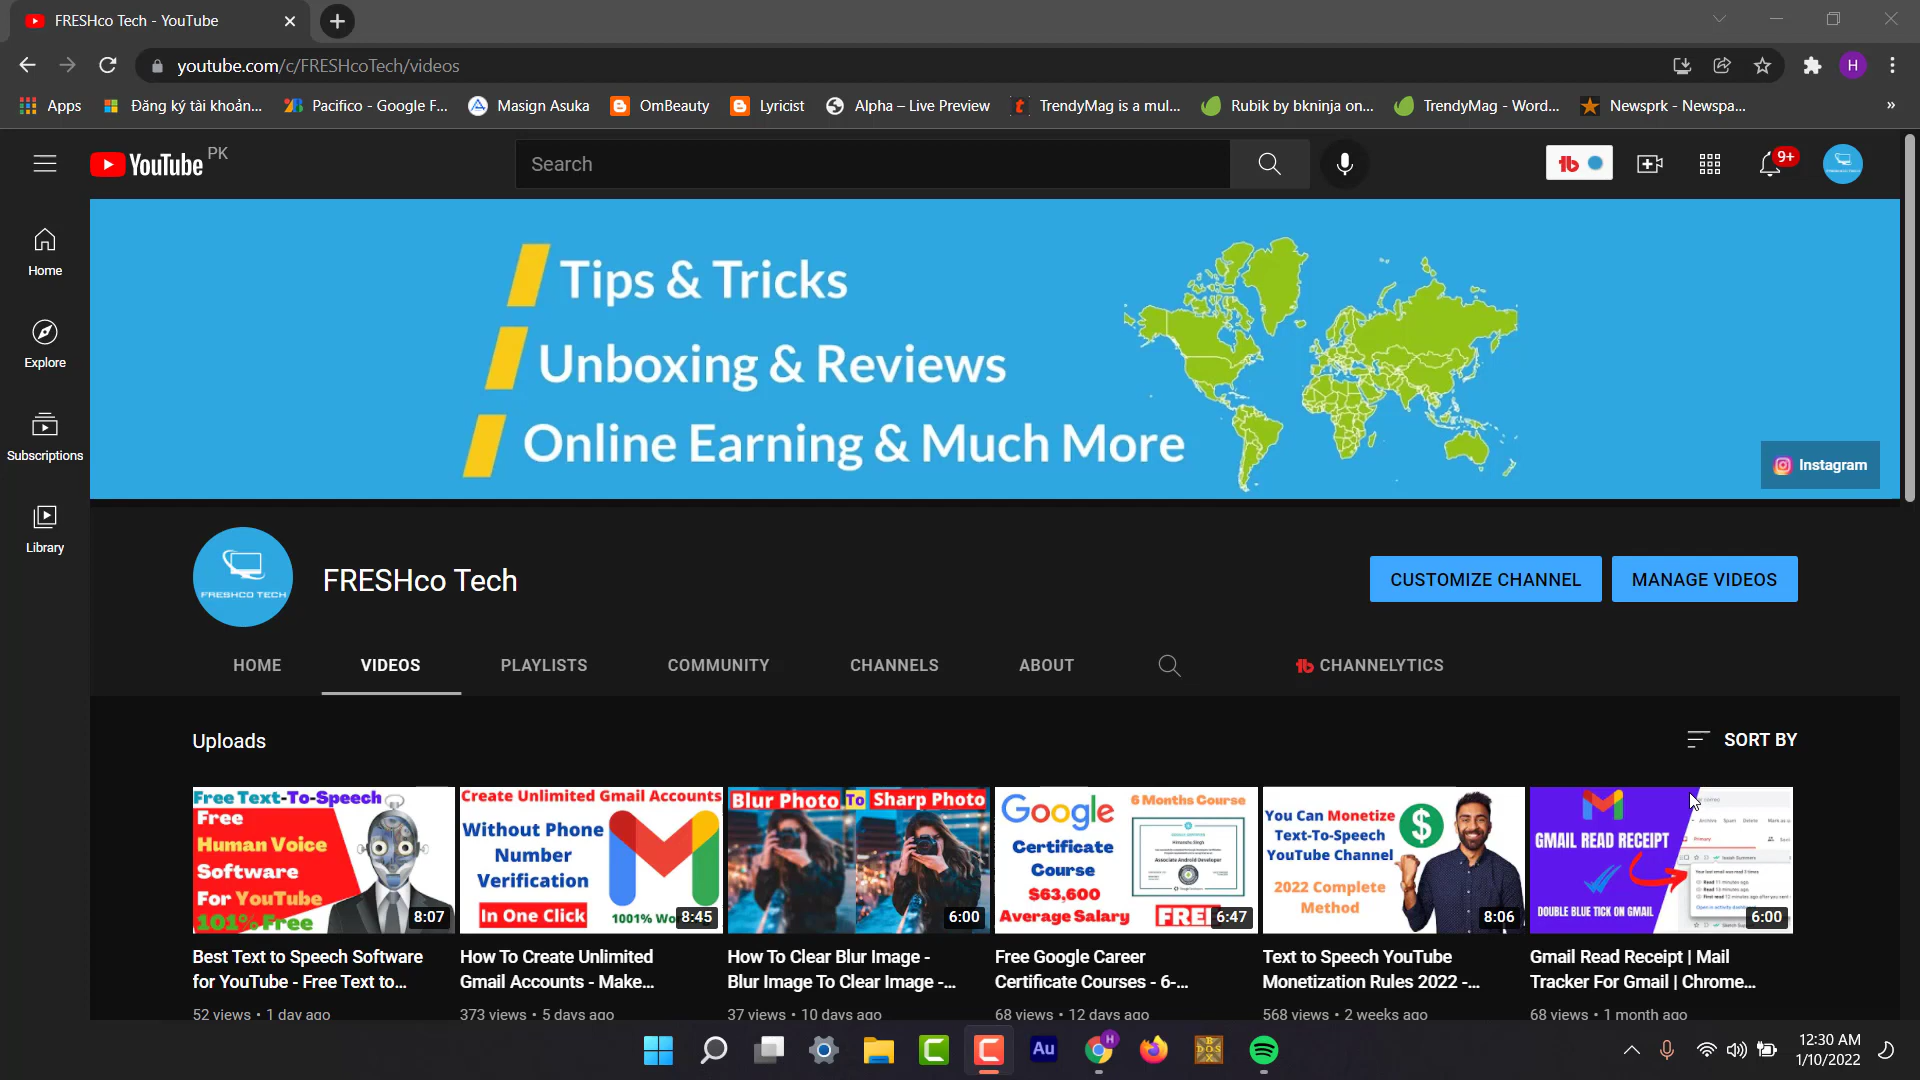 FRESHco Tech - YouTube
youtube.com/c/FRESHcoTech/videos
H
Apps
Đăng ký tài khoản...
Pacifico - Google F...
Masign Asuka
OmBeauty
Lyricist
Alpha – Live Preview
TrendyMag is a mul...
Rubik by bkninja on...
TrendyMag - Word...
Newsprk - Newspa...
»
YouTube PK
Search
9+
Home
Explore
Subscriptions
Library
Tips & Tricks
Unboxing & Reviews
Online Earning & Much More
Instagram
FRESHCO TECH
FRESHco Tech
CUSTOMIZE CHANNEL
MANAGE VIDEOS
HOME
VIDEOS
PLAYLISTS
COMMUNITY
CHANNELS
ABOUT
CHANNELYTICS
Uploads
SORT BY
Free Text-To-Speech
Free
Human Voice
Software
For YouTube
101% Free
8:07
Create Unlimited Gmail Accounts
Without Phone
Number
Verification
In One Click
1001%
8:45
Blur Photo To Sharp Photo
6:00
Google
6 Months Course
Certificate
Course
$63,600
Average Salary
Associate Android Developer
FREE
6:47
You Can Monetize
Text-To-Speech
YouTube Channel
2022 Complete
Method
8:06
GMAIL READ RECEIPT
DOUBLE BLUE TICK ON GMAIL
Primary
6:00
Best Text to Speech Software
for YouTube - Free Text to...
52 views • 1 day ago
How To Create Unlimited
Gmail Accounts - Make...
373 views • 5 days ago
How To Clear Blur Image -
Blur Image To Clear Image -...
37 views • 10 days ago
Free Google Career
Certificate Courses - 6-...
68 views • 12 days ago
Text to Speech YouTube
Monetization Rules 2022 -...
568 views • 2 weeks ago
Gmail Read Receipt | Mail
Tracker For Gmail | Chrome...
68 views • 1 month ago
Au
H
DOS
12:30 AM
1/10/2022